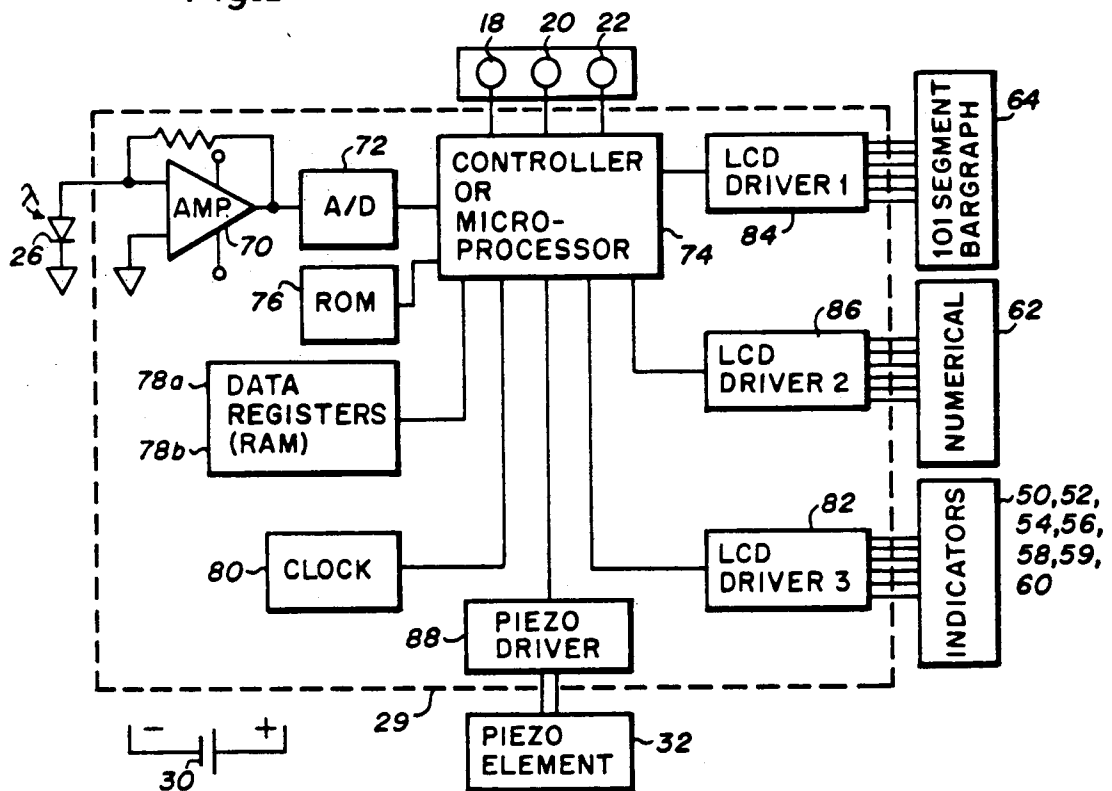 18 20 22
72
CONTROLLER
OR
MICRO-
PROCESSOR
74
AMP.
70
26
A/D
76
ROM
78a
78b
DATA
REGISTERS
(RAM)
80
CLOCK
88
PIEZO
DRIVER
29
PIEZO
ELEMENT
32
- +
30
LCD
DRIVER 1
84
101 SEGMENT
BARGRAPH
64
86
LCD
DRIVER 2
NUMERICAL
62
82
LCD
DRIVER 3
INDICATORS
50,52,
54,56,
58,59,
60